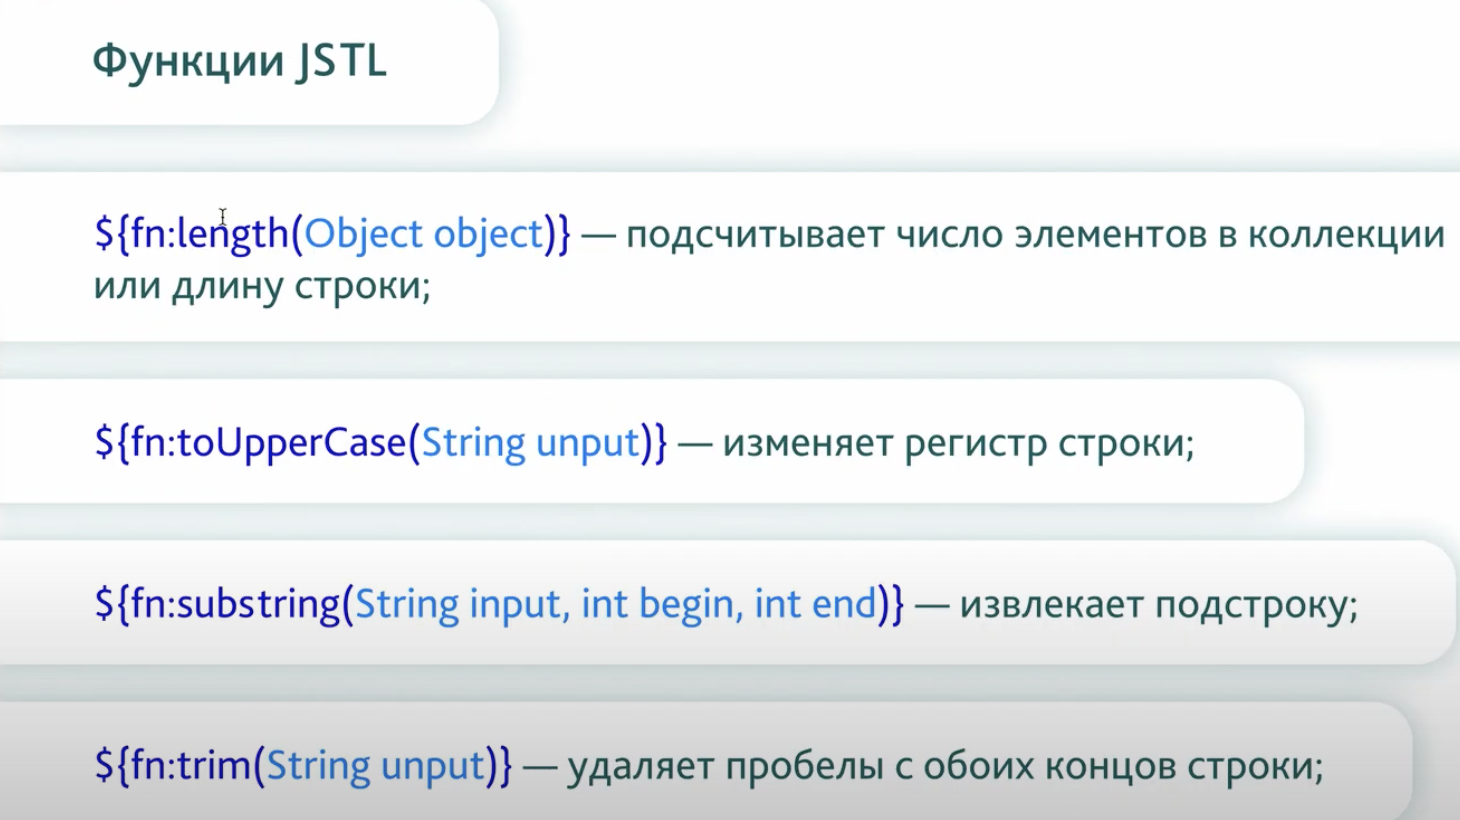 Функции JSTL
${fn:length(Object object)} — подсчитывает число элементов в коллекции
или длину строки;
${fn:toUpperCase(String unput)} — изменяет регистр строки;
${fn:substring(String input, int begin, int end)} — извлекает подстроку;
${fn:trim(String unput)} — удаляет пробелы с обоих концов строки;